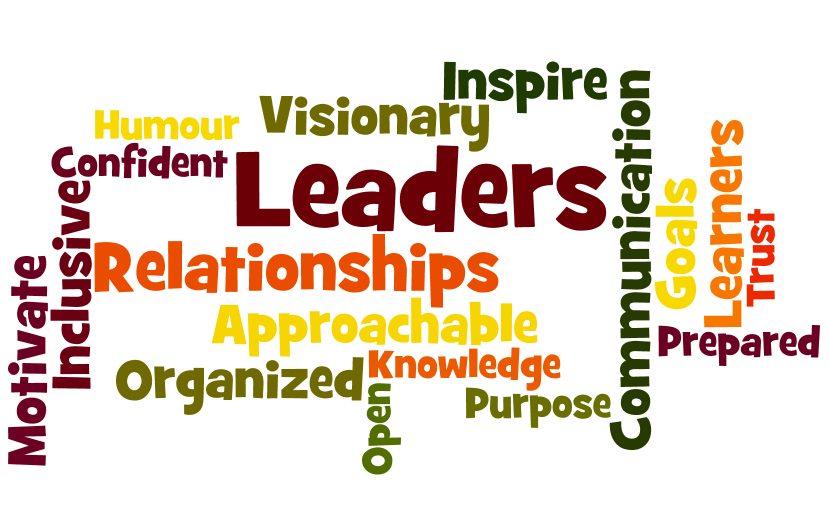 Inspire
Visionary
Humour
Confident
Leaders
Communication
Learners
Goals
Trust
Inclusive
Motivate
Relationships
Approachable
Prepared
Knowledge
Organized
Open
Purpose